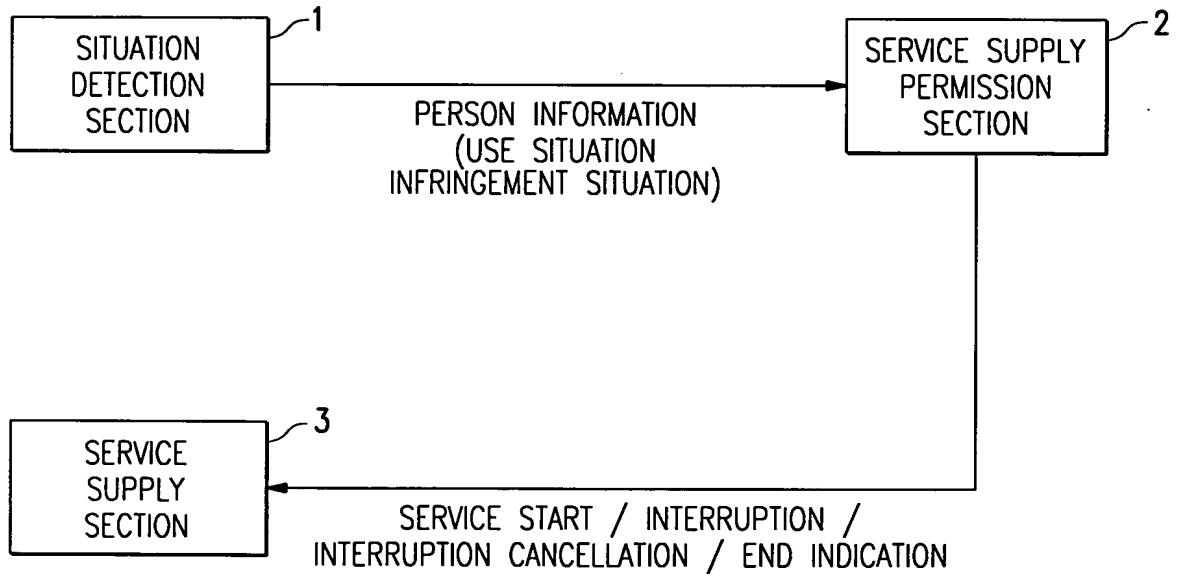 1
SITUATION
DETECTION
SECTION
2
SERVICE SUPPLY
PERMISSION
SECTION
PERSON INFORMATION
(USE SITUATION
INFRINGEMENT SITUATION)
3
SERVICE
SUPPLY
SECTION
SERVICE START / INTERRUPTION /
INTERRUPTION CANCELLATION / END INDICATION